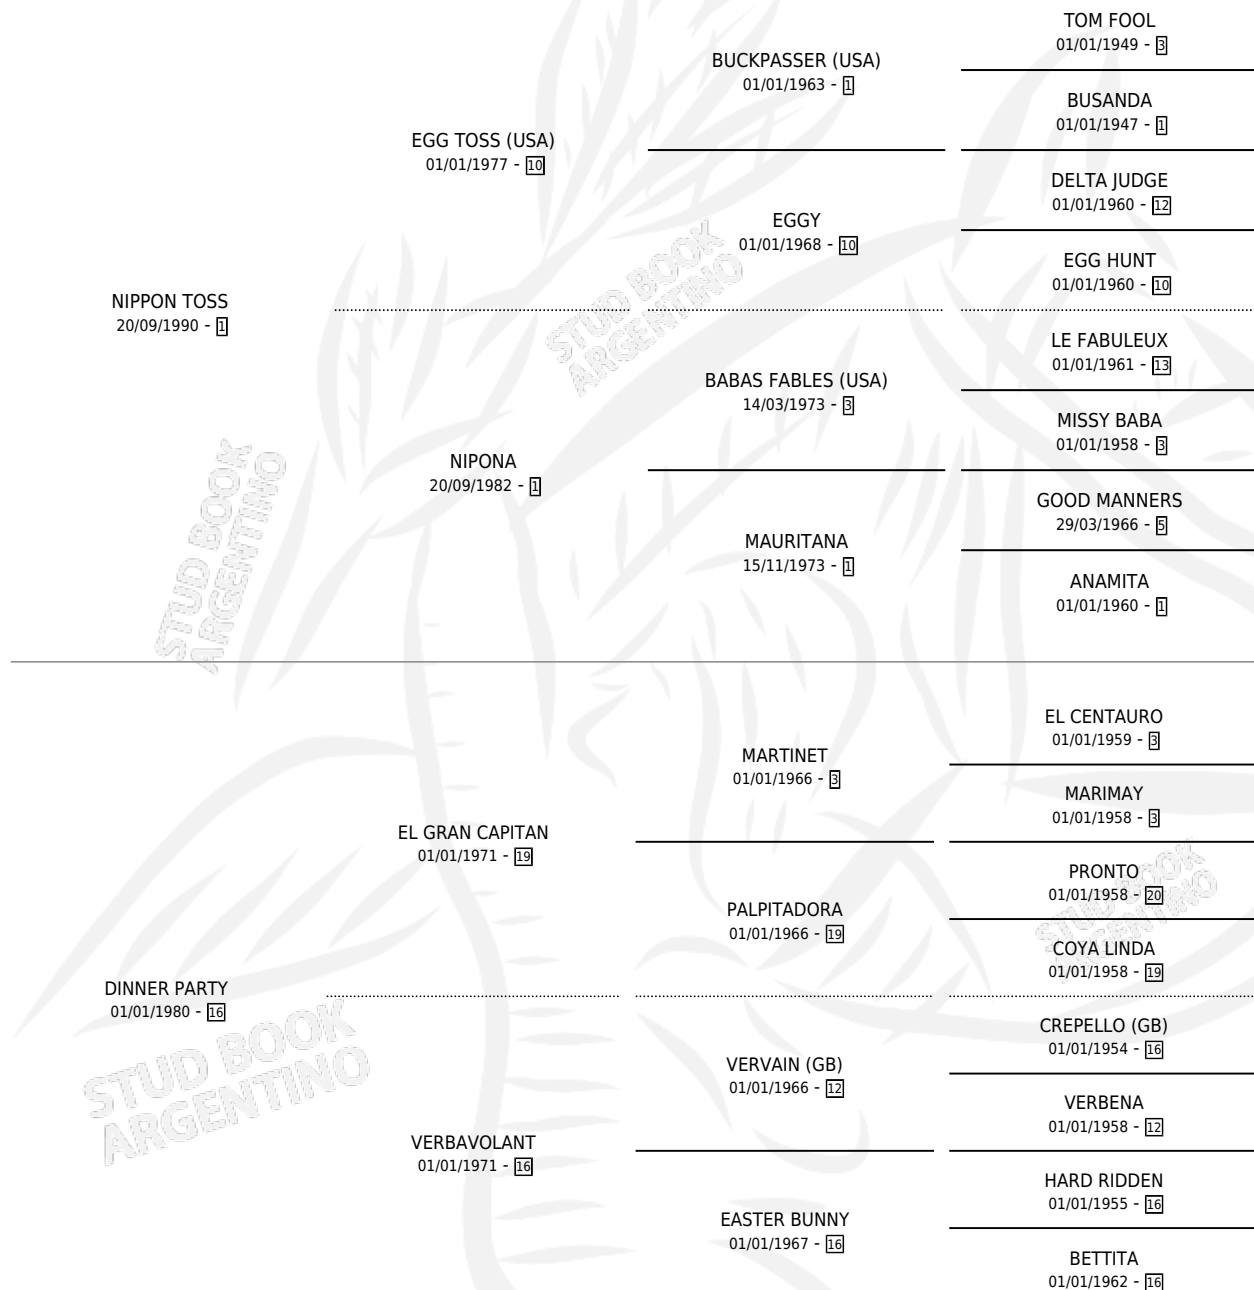 TOM FOOL
01/01/1949 - 3
BUCKPASSER (USA)
01/01/1963 - 1
BUSANDA
01/01/1947 - 1
EGG TOSS (USA)
01/01/1977 - 10
DELTA JUDGE
01/01/1960 - 12
EGGY
01/01/1968 - 10
EGG HUNT
01/01/1960 - 10
NIPPON TOSS
20/09/1990 - 1
LE FABULEUX
01/01/1961 - 13
BABAS FABLES (USA)
14/03/1973 - 3
MISSY BABA
01/01/1958 - 3
NIPONA
20/09/1982 - 1
GOOD MANNERS
29/03/1966 - 5
MAURITANA
15/11/1973 - 1
ANAMITA
01/01/1960 - 1
EL CENTAURO
01/01/1959 - 3
MARTINET
01/01/1966 - 3
MARIMAY
01/01/1958 - 3
EL GRAN CAPITAN
01/01/1971 - 19
PRONTO
01/01/1958 - 20
PALPITADORA
01/01/1966 - 19
COYA LINDA
01/01/1958 - 19
DINNER PARTY
01/01/1980 - 16
CREPELLO (GB)
01/01/1954 - 16
VERVAIN (GB)
01/01/1966 - 12
VERBENA
01/01/1958 - 12
VERBAVOLANT
01/01/1971 - 16
HARD RIDDEN
01/01/1955 - 16
EASTER BUNNY
01/01/1967 - 16
BETTITA
01/01/1962 - 16
STUD BOOK
ARGENTINO
STUD BOOK
ARGENTINO
STUD BOOK
ARGENTINO
STUD BOOK
ARGENTINO